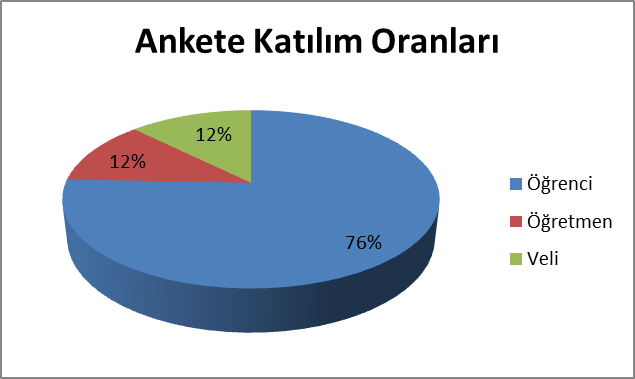 Ankete Katılım Oranları
12%
12%
76%
Öğrenci
Öğretmen
Veli